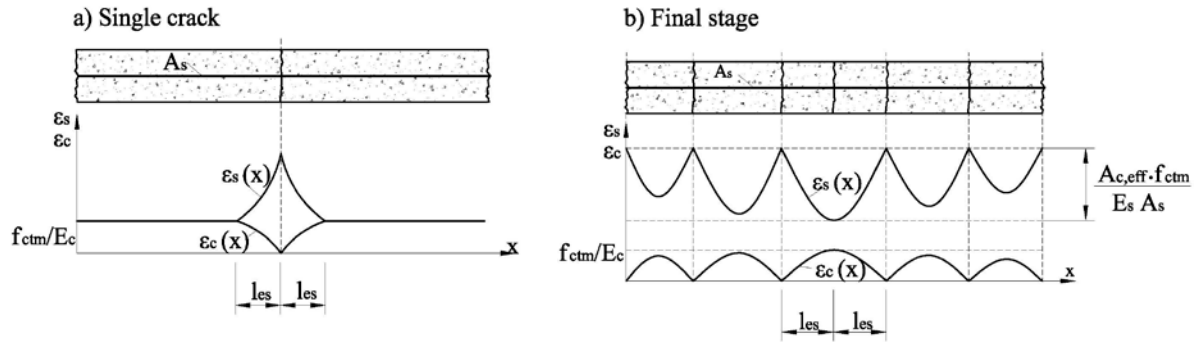 a) Single crack
As
εs
εc
εs(x)
fctm/Ec
εc(x)
x
les
les
b) Final stage
As
εs
εc
εs(x)
Ac,eff·fctm
Es As
fctm/Ec
εc(x)
x
les
les